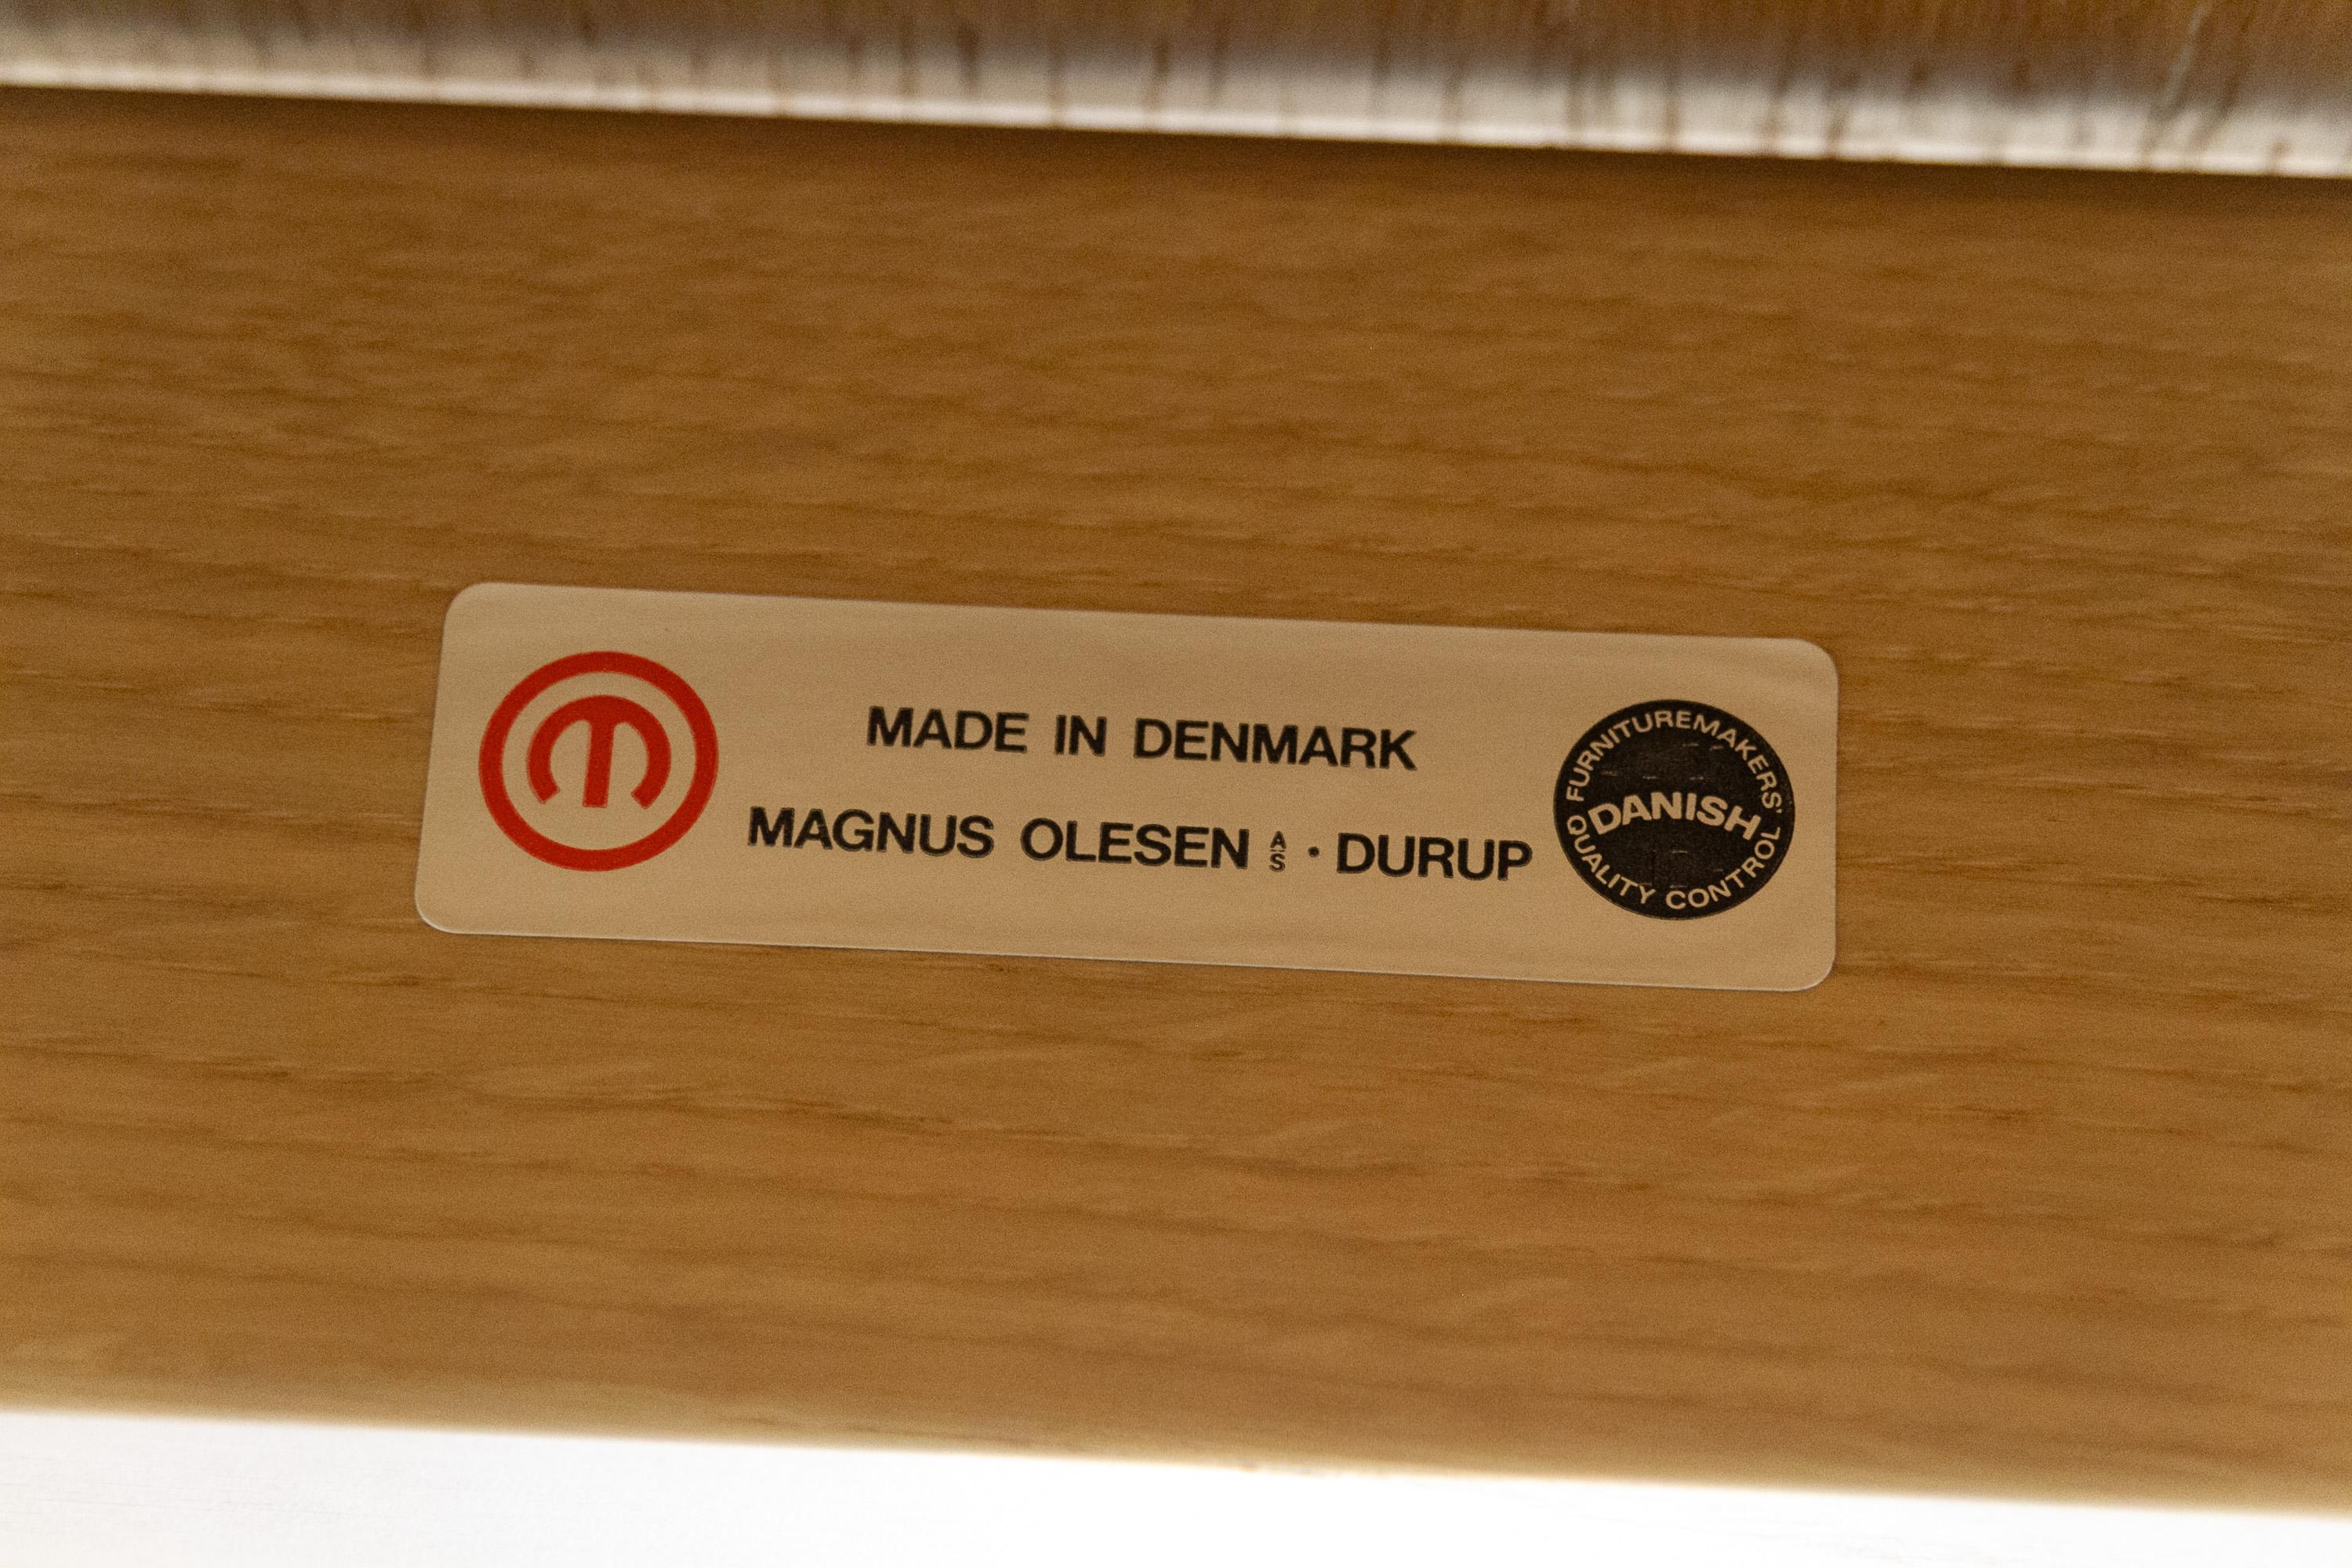 MADE IN DENMARK
MAGNUS OLESEN A/S · DURUP
FURNITUREMAKERS'
DANISH
QUALITY CONTROL